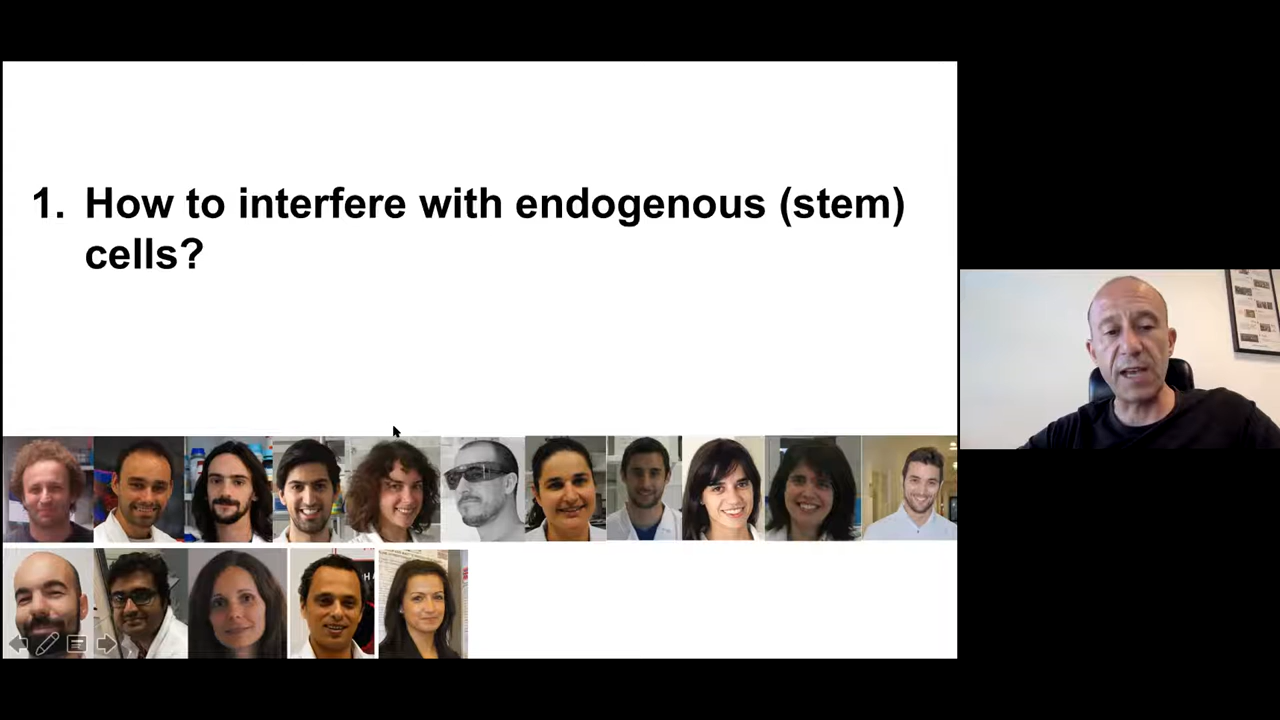 1. How to interfere with endogenous (stem)
cells?